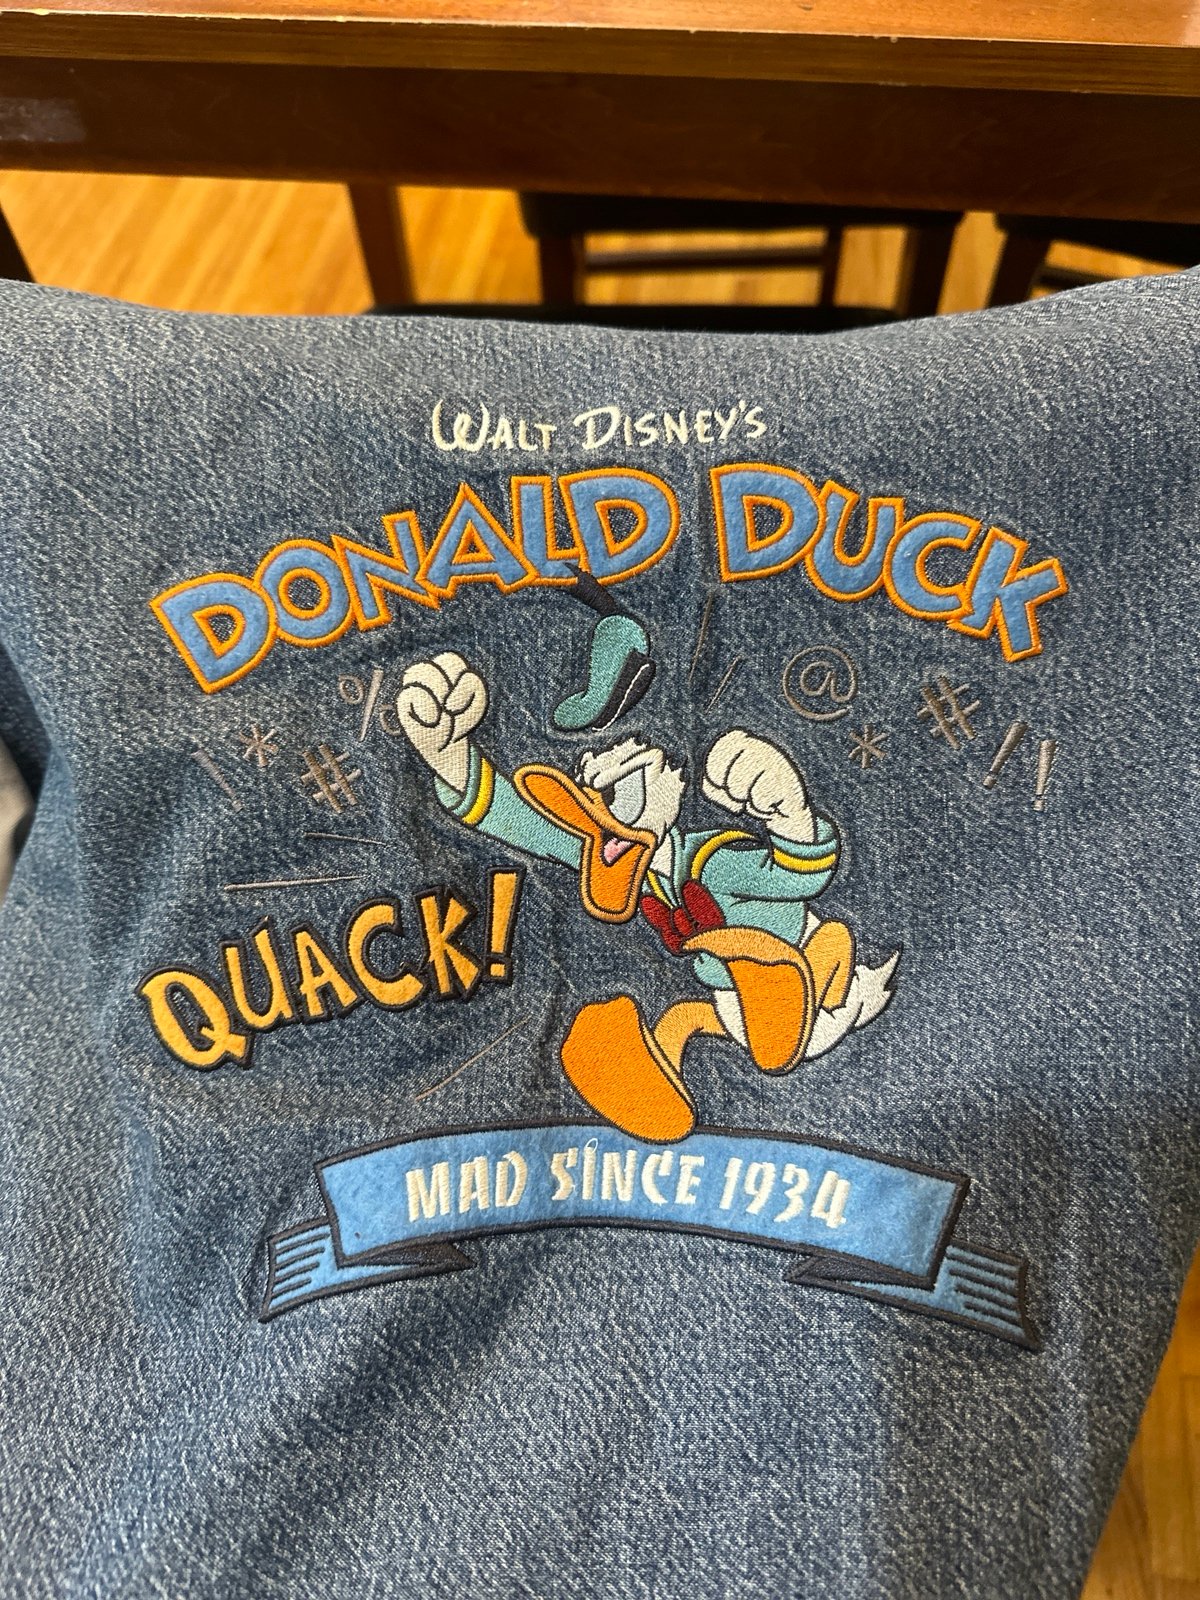 WALT DISNEY'S
DONALD DUCK
!*#% @*#!!
QUACK!
MAD SINCE 1934